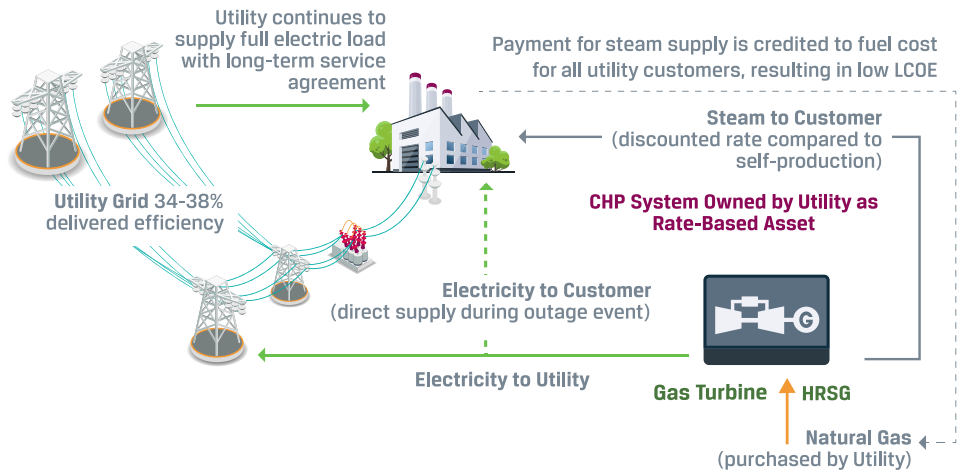 Utility continues to
supply full electric load
with long-term service
agreement
Payment for steam supply is credited to fuel cost
for all utility customers, resulting in low LCOE
Steam to Customer
(discounted rate compared to
self-production)
Utility Grid 34-38%
delivered efficiency
CHP System Owned by Utility as
Rate-Based Asset
Electricity to Customer
(direct supply during outage event)
G
Electricity to Utility
Gas Turbine
HRSG
Natural Gas
(purchased by Utility)